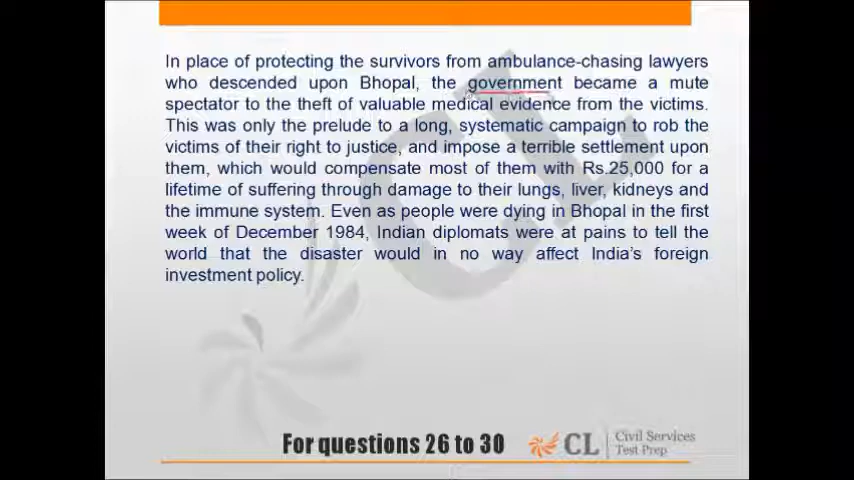 In place of protecting the survivors from ambulance-chasing lawyers
who descended upon Bhopal, the government became a mute
spectator to the theft of valuable medical evidence from the victims.
This was only the prelude to a long, systematic campaign to rob the
victims of their right to justice, and impose a terrible settlement upon
them, which would compensate most of them with Rs.25,000 for a
lifetime of suffering through damage to their lungs, liver, kidneys and
the immune system. Even as people were dying in Bhopal in the first
week of December 1984, Indian diplomats were at pains to tell the
world that the disaster would in no way affect India's foreign
investment policy.
For questions 26 to 30
CL
Civil Services
Test Prep